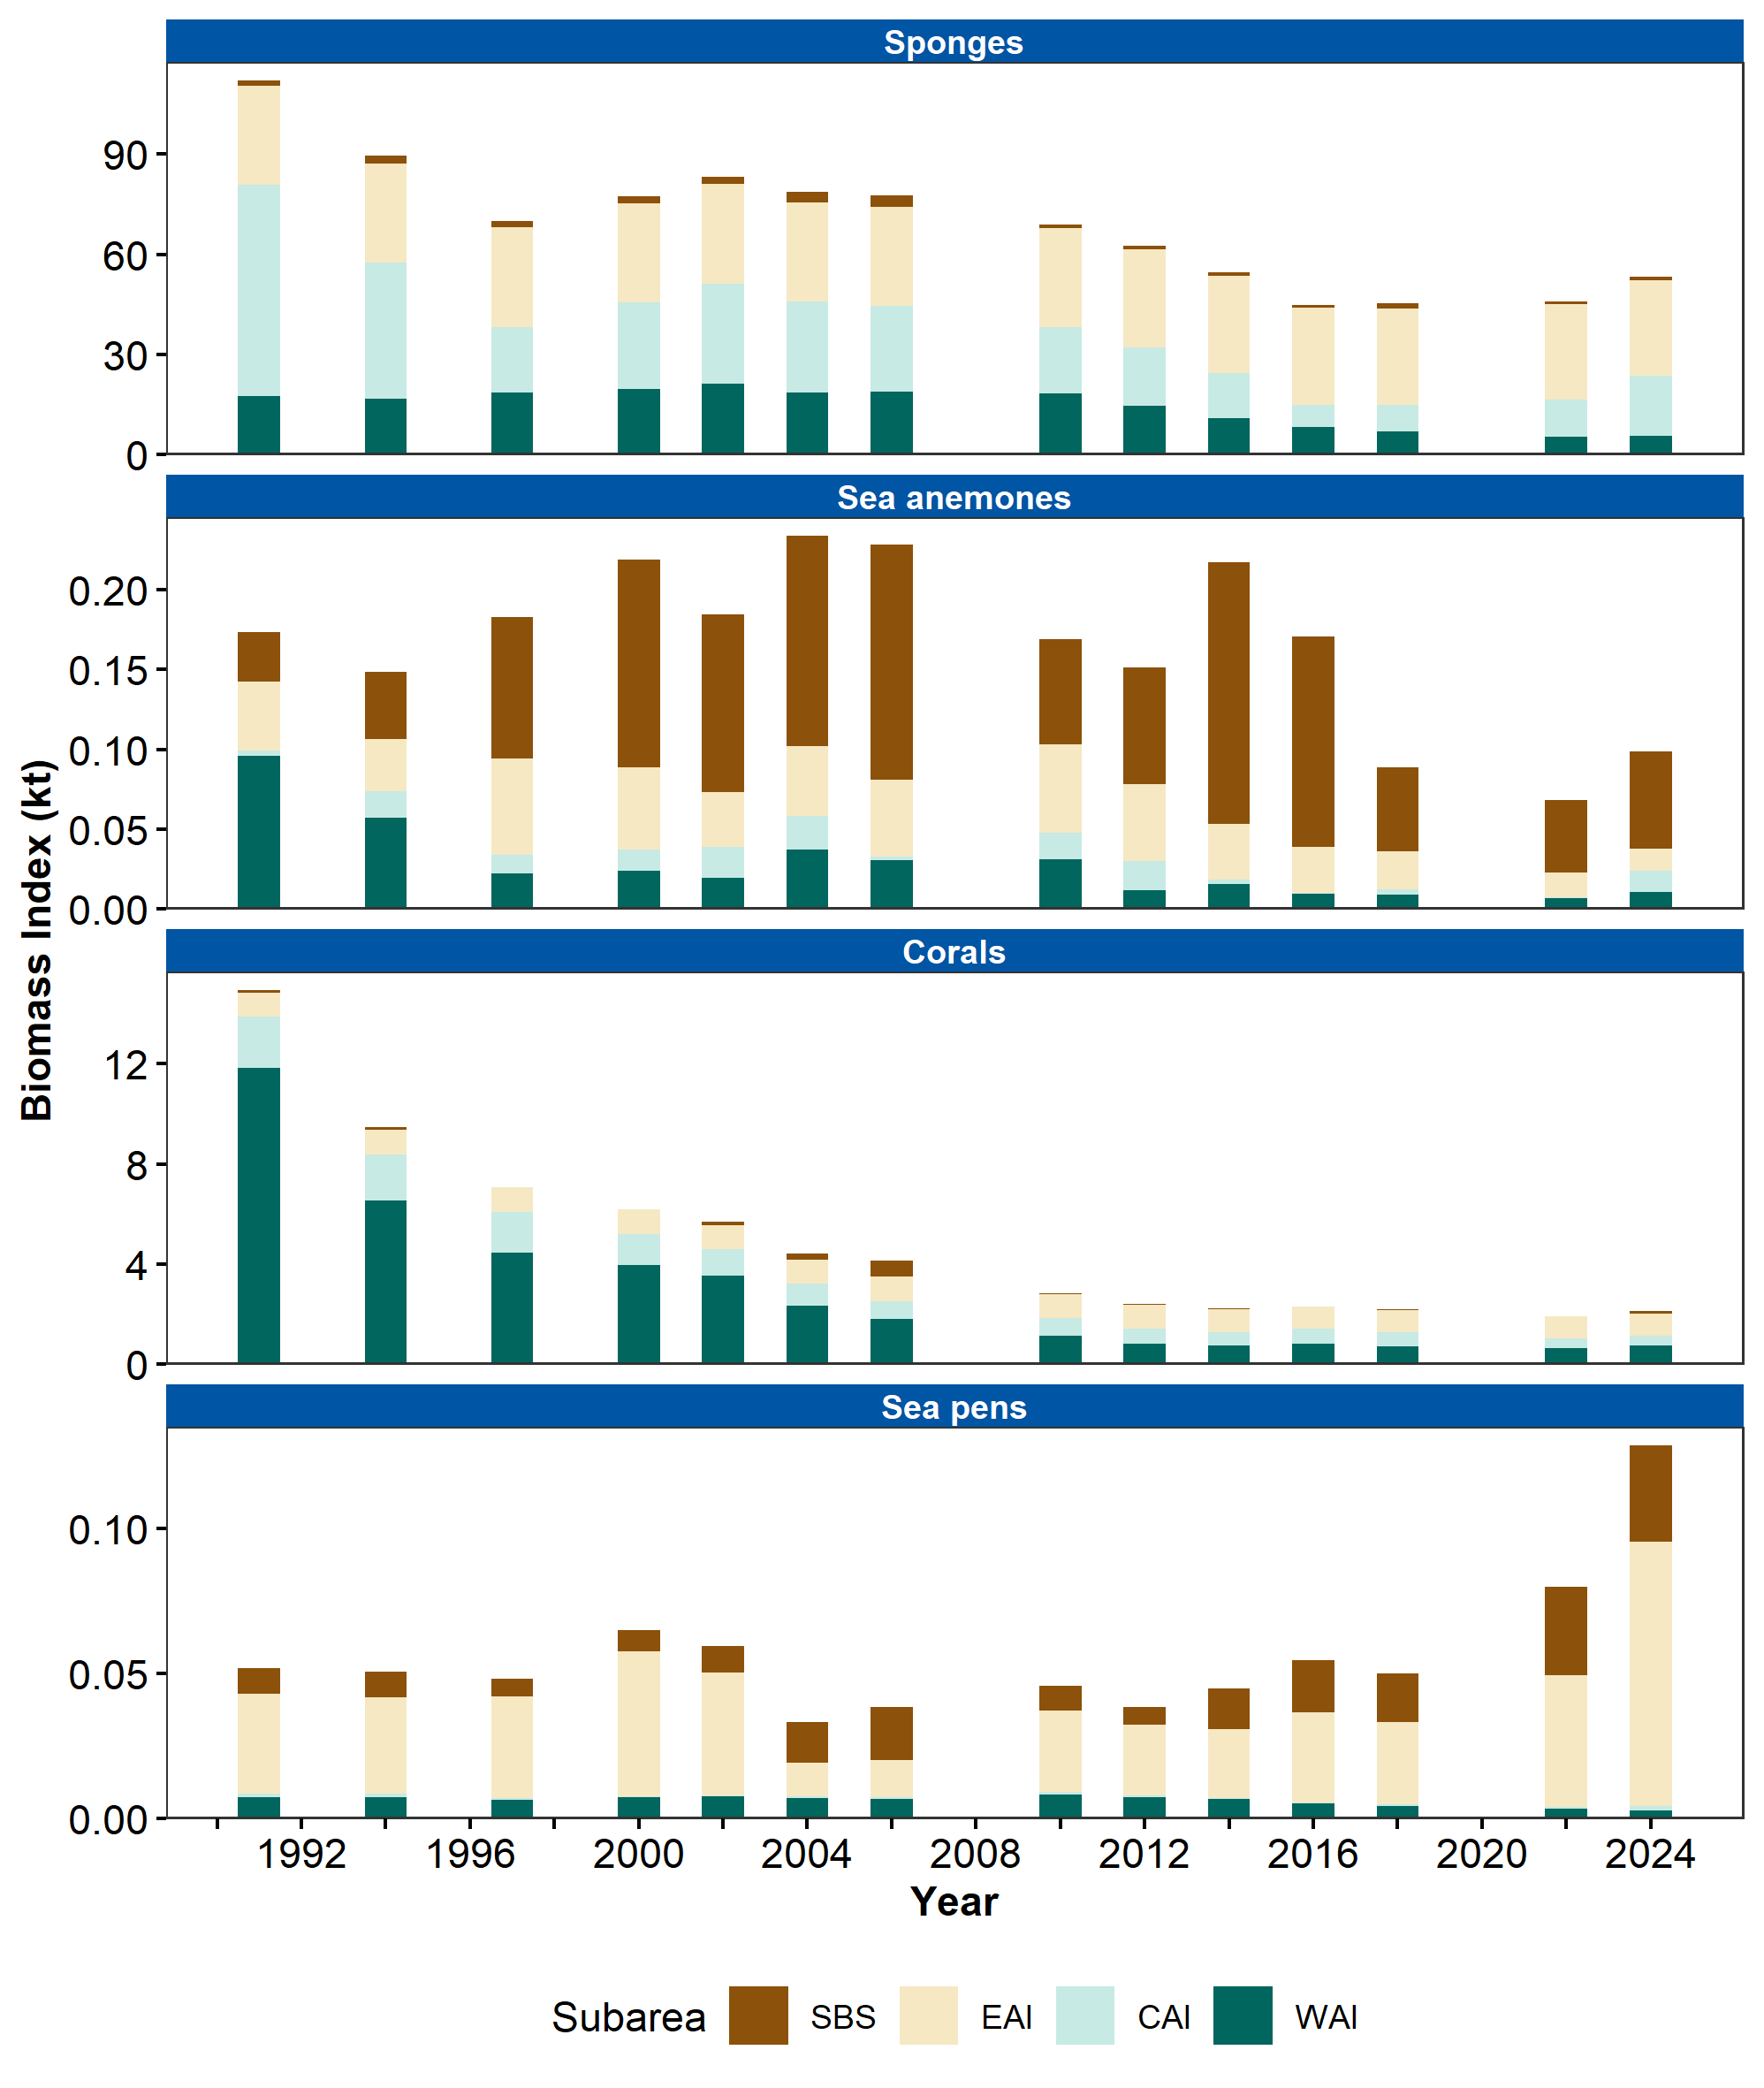 Sponges
90
60
30
0
Sea anemones
0.20
0.15
0.10
0.05
0.00
Corals
12
8
4
0
Sea pens
0.10
0.05
0.00
Biomass Index (kt)
1992 1996 2000 2004 2008 2012 2016 2020 2024
Year
Subarea SBS EAI CAI WAI